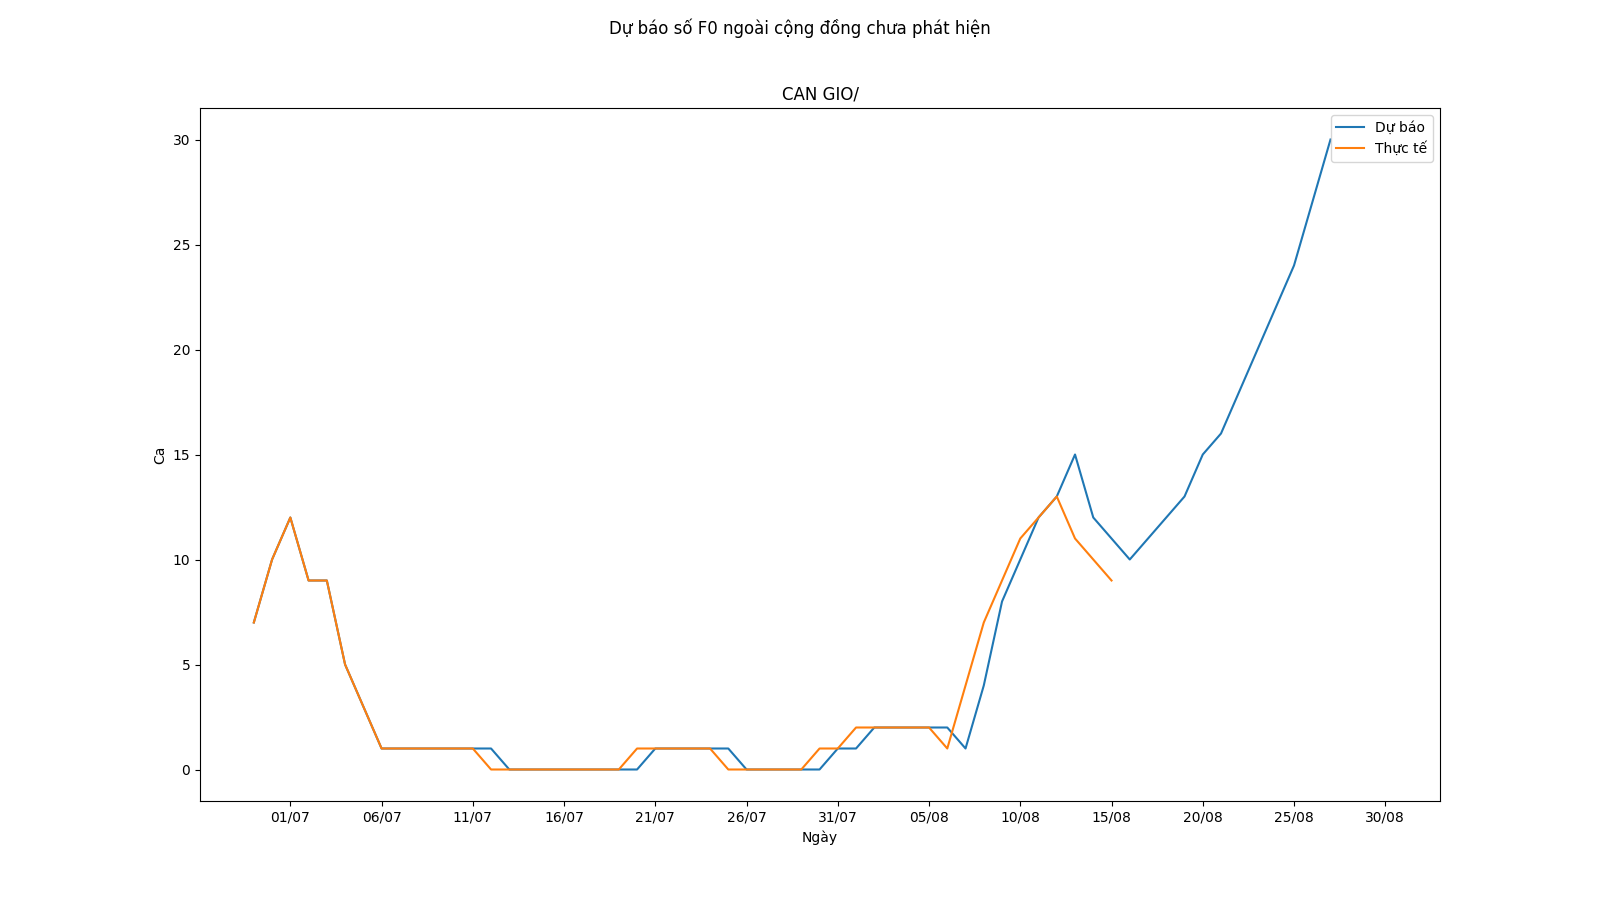 Dự báo số F0 ngoài cộng đồng chưa phát hiện
CAN GIO/
Dự báo
Thực tế
30
25
20
15
10
5
0
Ca
01/07 06/07 11/07 16/07 21/07 26/07 31/07 05/08 10/08 15/08 20/08 25/08 30/08
Ngày